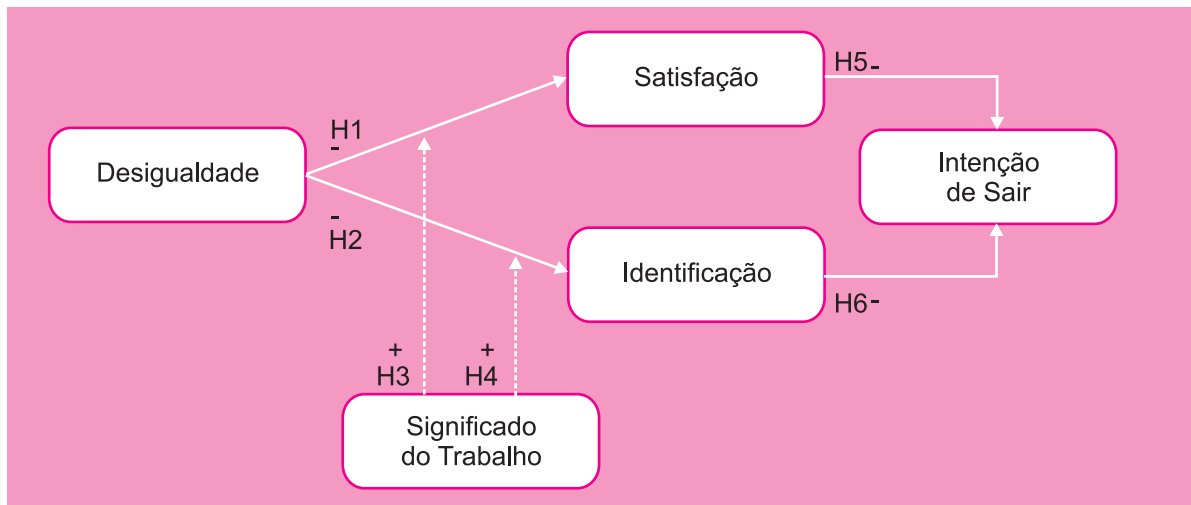 Satisfação
H5-
H1
-
Desigualdade
Intenção
de Sair
-
H2
Identificação
H6-
+
H3
+
H4
Significado
do Trabalho